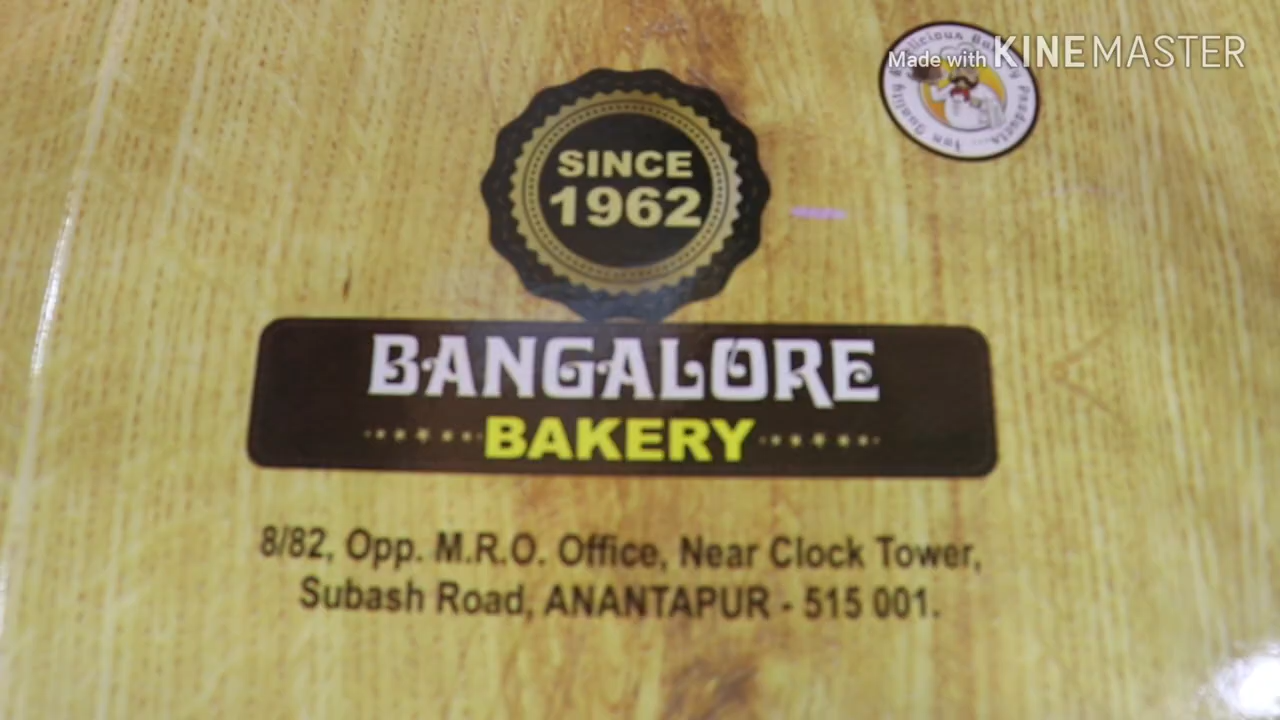 Made with KINEMASTER
SINCE
1962
BANGALORE
BAKERY
8/82, Opp. M.R.O. Office, Near Clock Tower,
Subash Road, ANANTAPUR - 515 001.